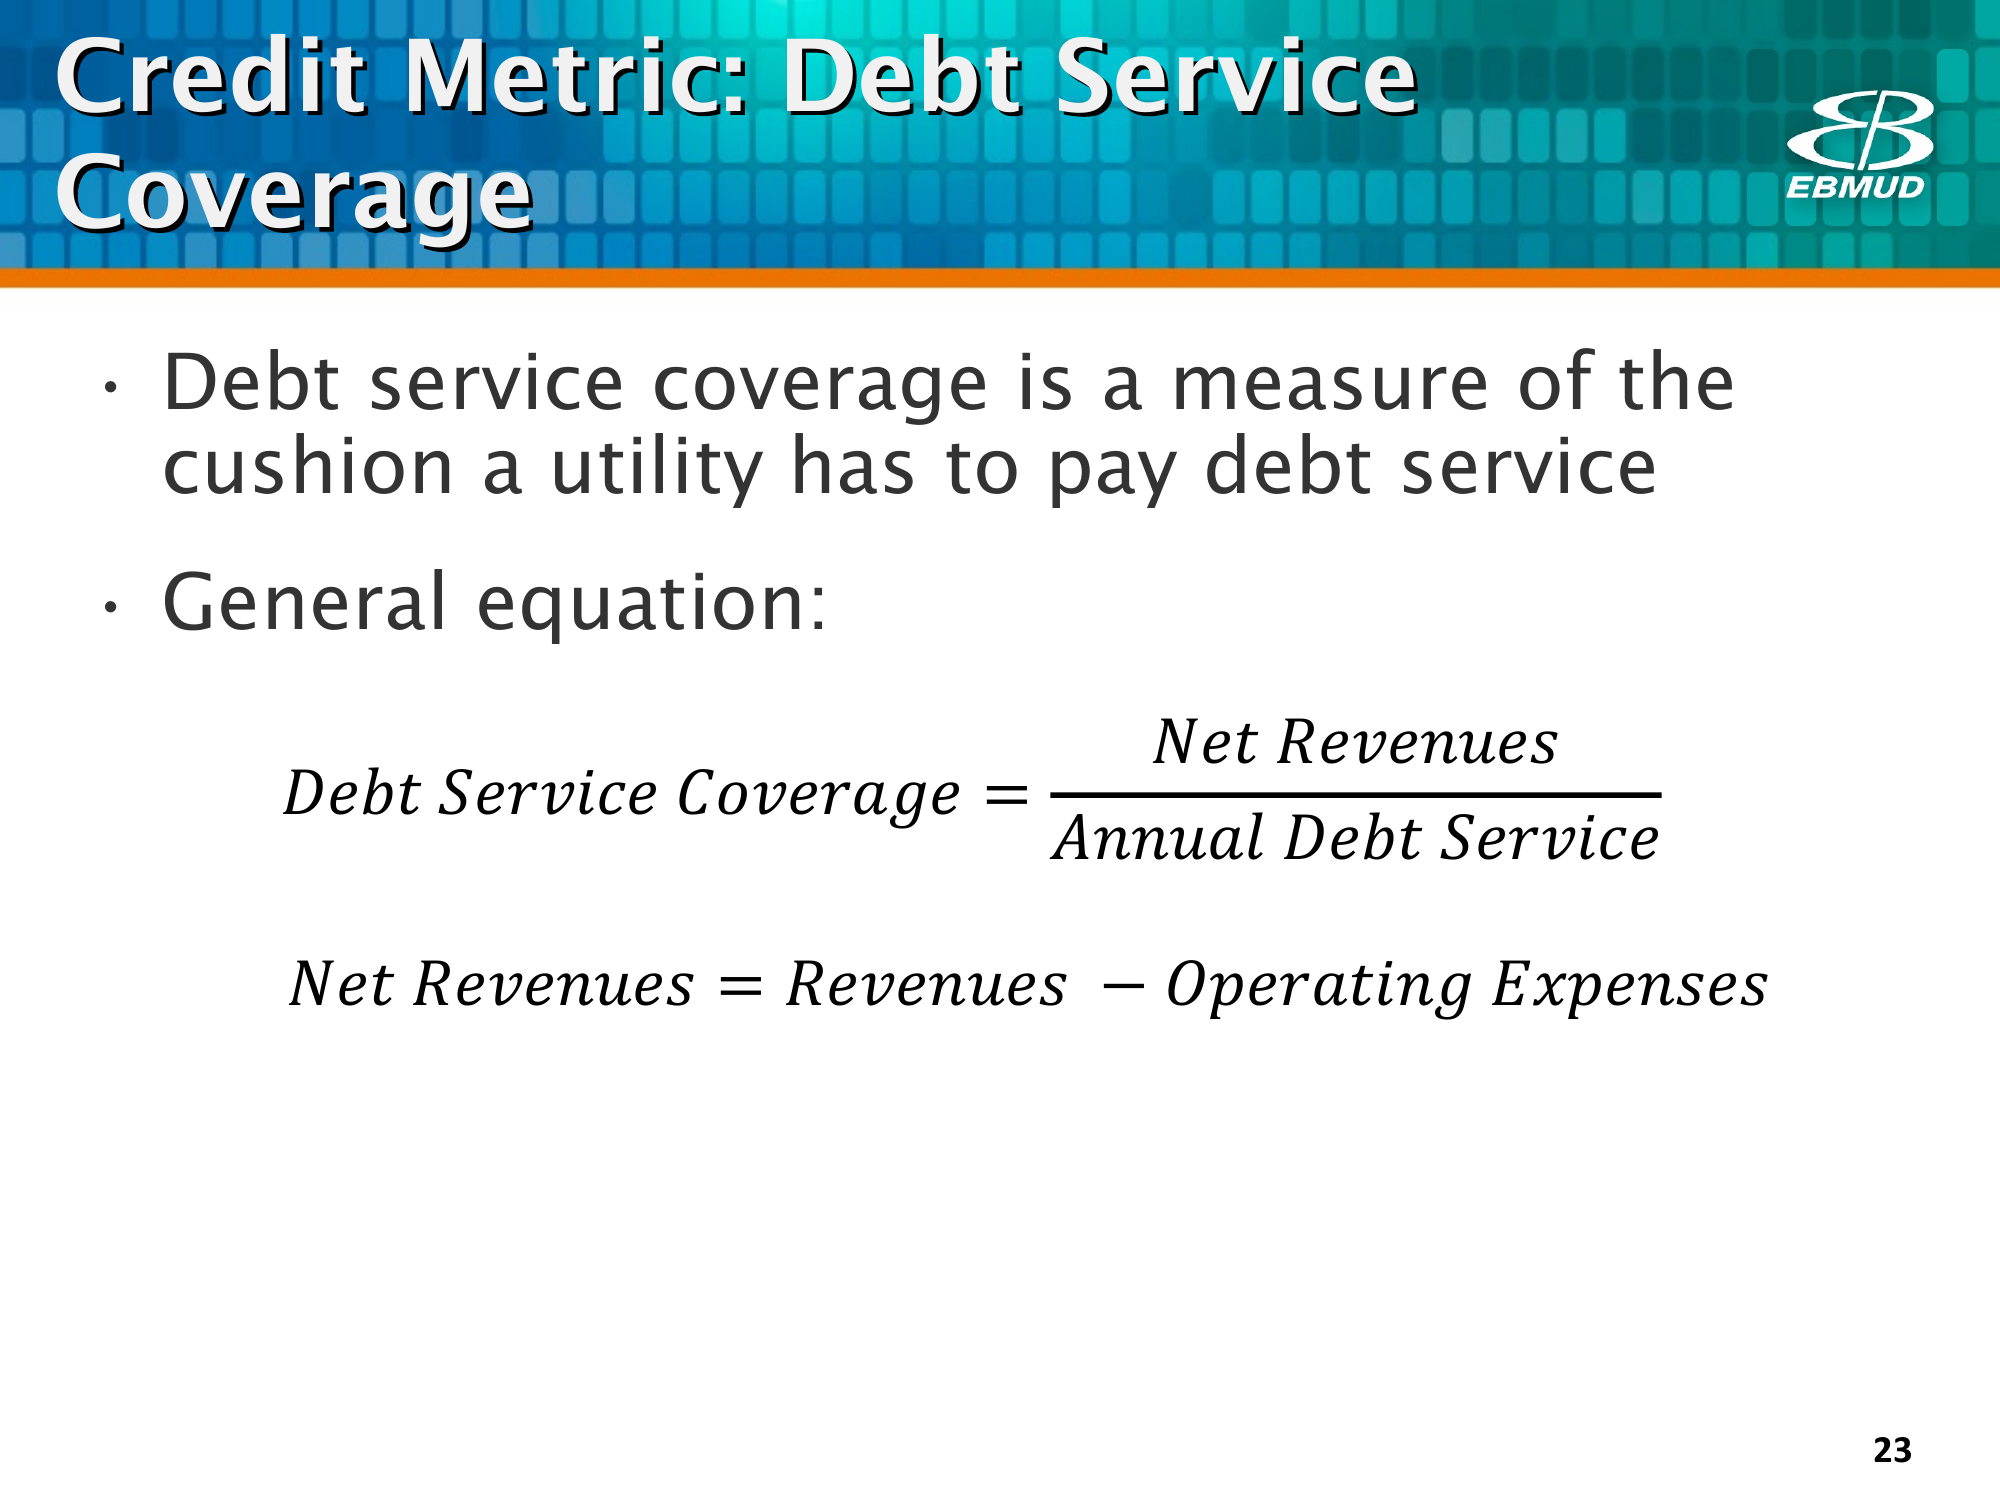 Credit Metric: Debt Service
Coverage
EBMUD
• Debt service coverage is a measure of the
cushion a utility has to pay debt service
• General equation:
Debt Service Coverage = Net Revenues / Annual Debt Service
Net Revenues = Revenues − Operating Expenses
23